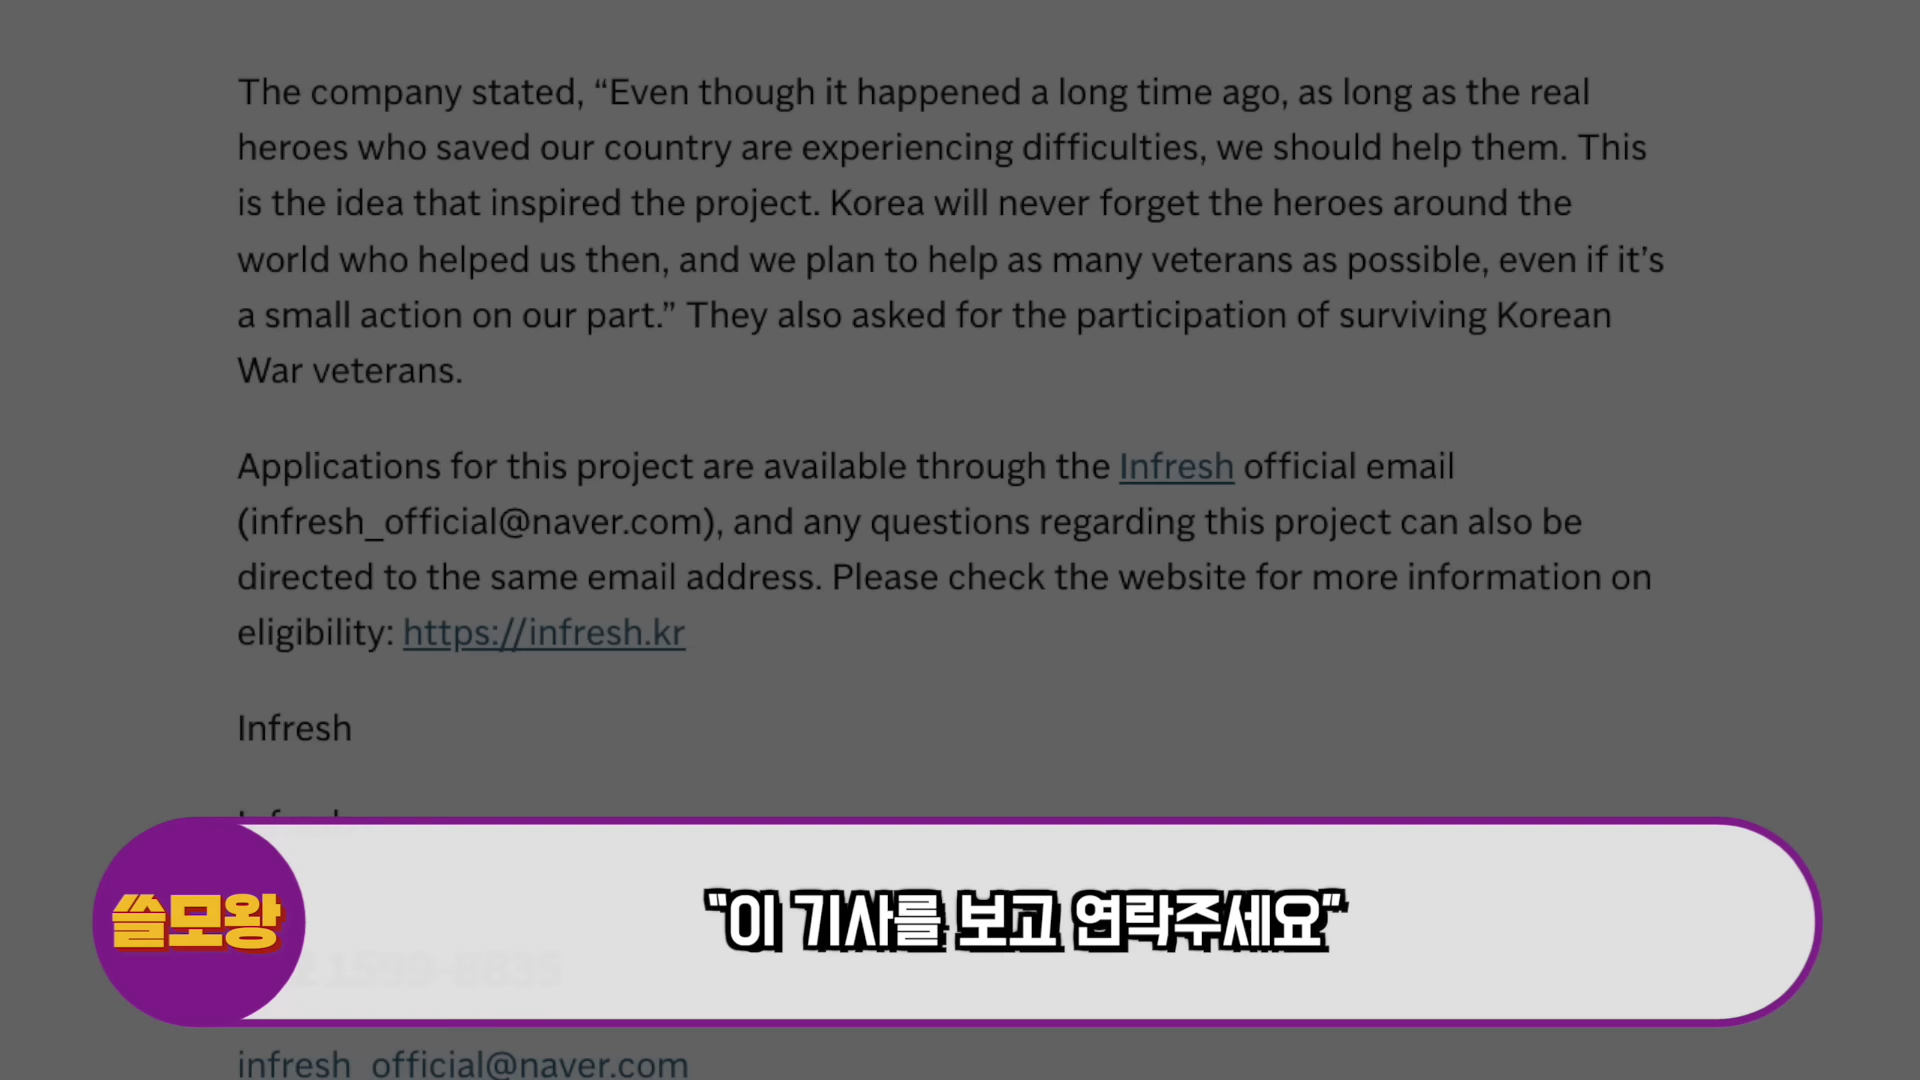 The company stated, “Even though it happened a long time ago, as long as the real
heroes who saved our country are experiencing difficulties, we should help them. This
is the idea that inspired the project. Korea will never forget the heroes around the
world who helped us then, and we plan to help as many veterans as possible, even if it’s
a small action on our part.” They also asked for the participation of surviving Korean
War veterans.
Applications for this project are available through the Infresh official email
(infresh_official@naver.com), and any questions regarding this project can also be
directed to the same email address. Please check the website for more information on
eligibility: https://infresh.kr
Infresh
쓸모왕
“이 기사를 보고 연락주세요”
infresh_official@naver.com